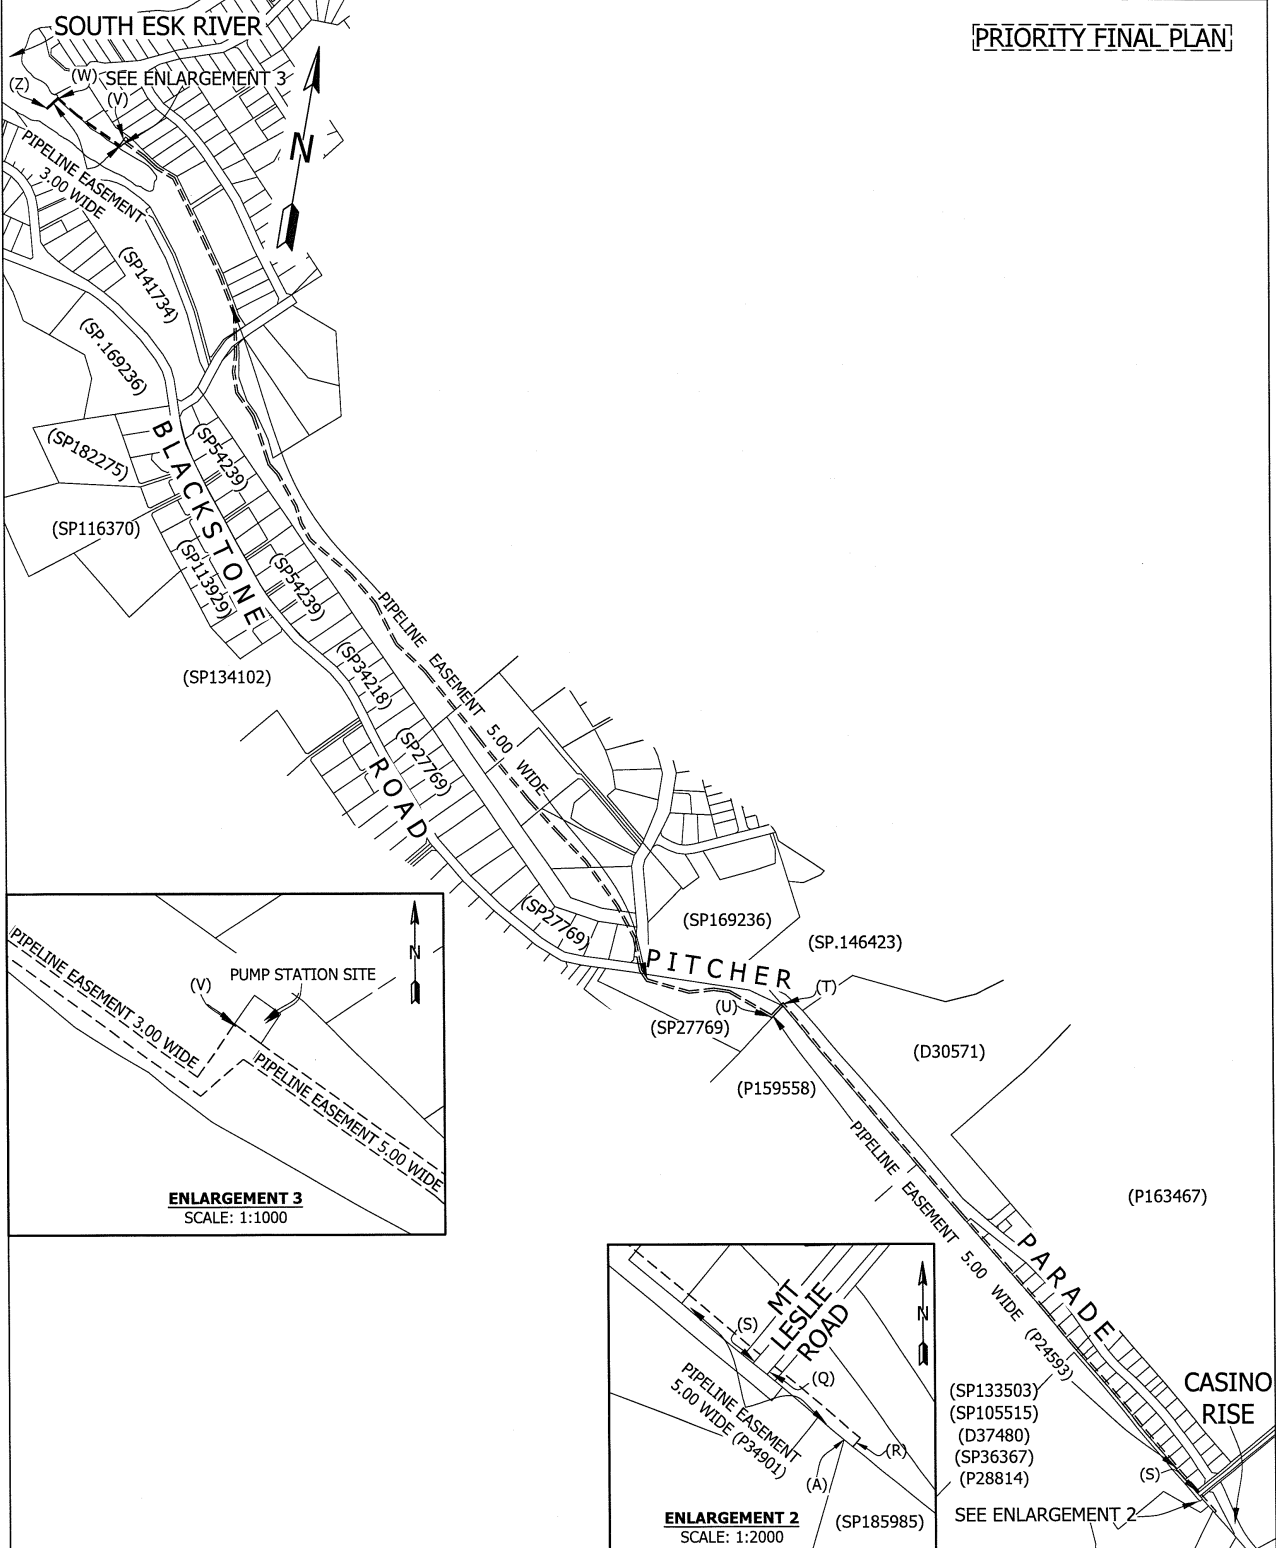 SOUTH ESK RIVER
PRIORITY FINAL PLAN
(Z)
(W)
SEE ENLARGEMENT 3
(V)
N
PIPELINE EASEMENT
3.00 WIDE
(SP141734)
(SP.169236)
BLACKSTONE
(SP182275)
(SP54239)
(SP116370)
(SP113929)
(SP54239)
PIPELINE EASEMENT 5.00 WIDE
(SP134102)
(SP34218)
(SP27769)
ROAD
(SP27769)
(SP169236)
(SP.146423)
PITCHER
(T)
(U)
(SP27769)
(D30571)
(P159558)
PIPELINE EASEMENT 5.00 WIDE
(P24593)
(P163467)
PARADE
CASINO
RISE
(SP133503)
(SP105515)
(D37480)
(SP36367)
(P28814)
(S)
SEE ENLARGEMENT 2
PIPELINE EASEMENT 3.00 WIDE
(V)
PUMP STATION SITE
N
PIPELINE EASEMENT 5.00 WIDE
ENLARGEMENT 3
SCALE: 1:1000
MT
LESLIE
ROAD
(S)
N
(Q)
PIPELINE EASEMENT
5.00 WIDE (P34901)
(R)
(A)
ENLARGEMENT 2
SCALE: 1:2000
(SP185985)